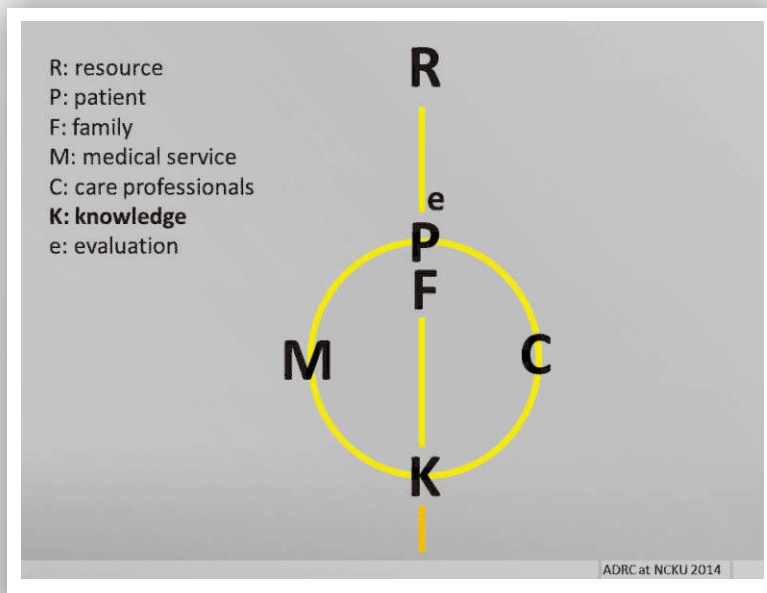 R: resource
P: patient
F: family
M: medical service
C: care professionals
K: knowledge
e: evaluation
R
e
P
F
M
C
K
ADRC at NCKU 2014